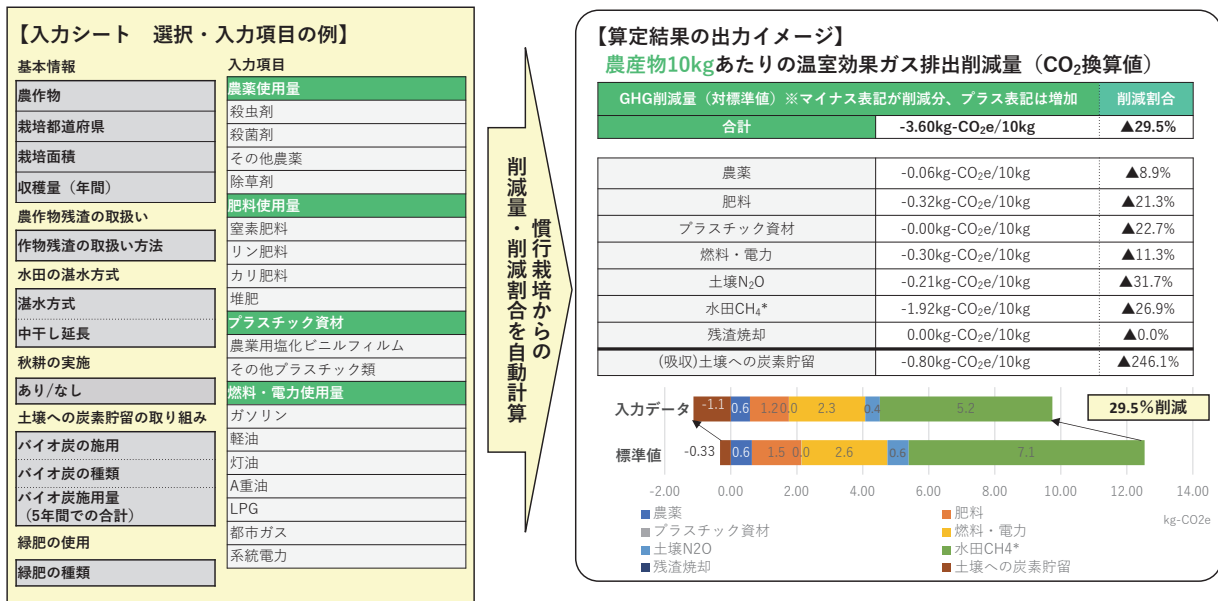 【入力シート　選択・入力項目の例】
基本情報
農作物
栽培都道府県
栽培面積
収穫量（年間）
農作物残渣の取扱い
作物残渣の取扱い方法
水田の湛水方式
湛水方式
中干し延長
秋耕の実施
あり/なし
土壌への炭素貯留の取り組み
バイオ炭の施用
バイオ炭の種類
バイオ炭施用量
（5年間での合計）
緑肥の使用
緑肥の種類
入力項目
農薬使用量
殺虫剤
殺菌剤
その他農薬
除草剤
肥料使用量
窒素肥料
リン肥料
カリ肥料
堆肥
プラスチック資材
農業用塩化ビニルフィルム
その他プラスチック類
燃料・電力使用量
ガソリン
軽油
灯油
A重油
LPG
都市ガス
系統電力
慣行栽培からの
削減量・削減割合を自動計算
【算定結果の出力イメージ】
農産物10kgあたりの温室効果ガス排出削減量（CO₂換算値）
GHG削減量（対標準値）※マイナス表記が削減分、プラス表記は増加　削減割合
合計　-3.60kg-CO₂e/10kg　▲29.5%
農薬　-0.06kg-CO₂e/10kg　▲8.9%
肥料　-0.32kg-CO₂e/10kg　▲21.3%
プラスチック資材　-0.00kg-CO₂e/10kg　▲22.7%
燃料・電力　-0.30kg-CO₂e/10kg　▲11.3%
土壌N₂O　-0.21kg-CO₂e/10kg　▲31.7%
水田CH₄*　-1.92kg-CO₂e/10kg　▲26.9%
残渣焼却　0.00kg-CO₂e/10kg　▲0.0%
(吸収)土壌への炭素貯留　-0.80kg-CO₂e/10kg　▲246.1%
入力データ　-1.1　0.6　1.2　0.0　2.3　0.4　5.2　29.5%削減
標準値　-0.33　0.6　1.5　0.0　2.6　0.6　7.1
-2.00　0.00　2.00　4.00　6.00　8.00　10.00　12.00　14.00
kg-CO2e
農薬　肥料
プラスチック資材　燃料・電力
土壌N2O　水田CH4*
残渣焼却　土壌への炭素貯留